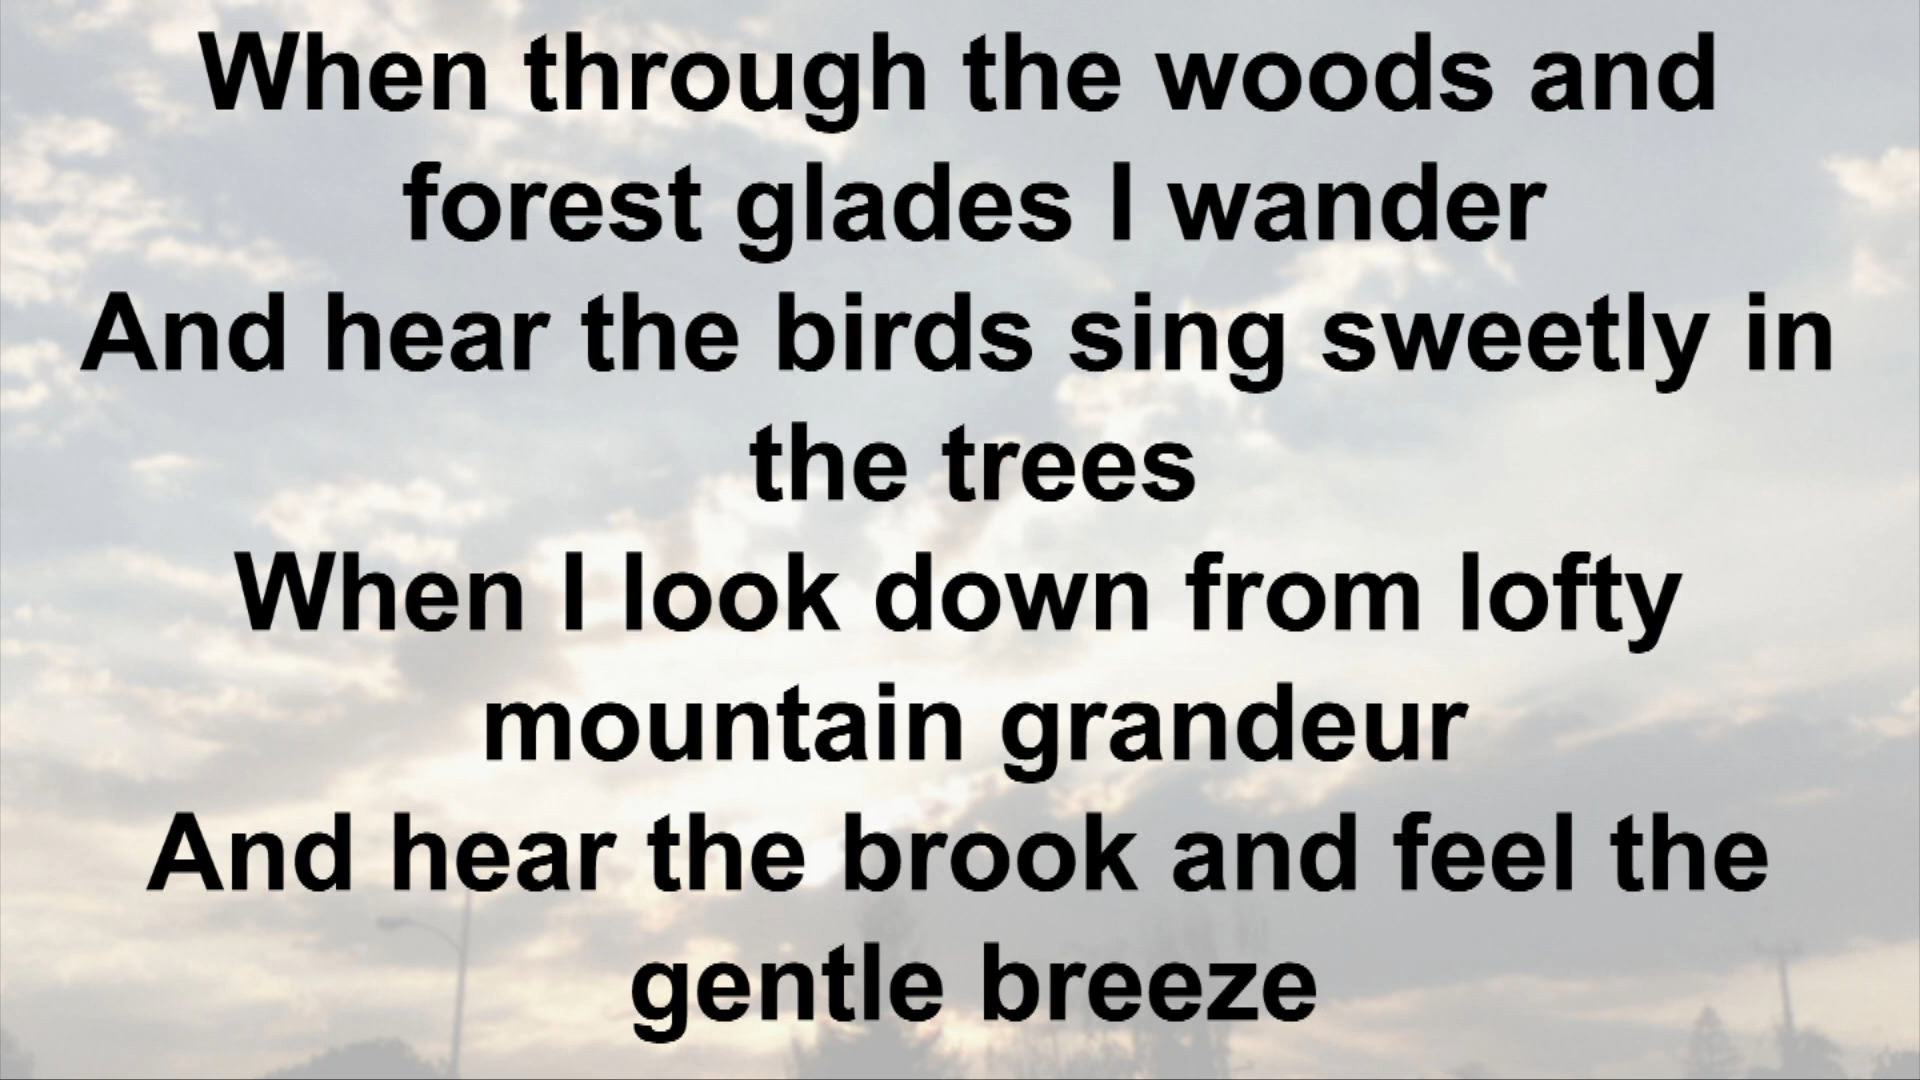 When through the woods and
forest glades I wander
And hear the birds sing sweetly in
the trees
When I look down from lofty
mountain grandeur
And hear the brook and feel the
gentle breeze